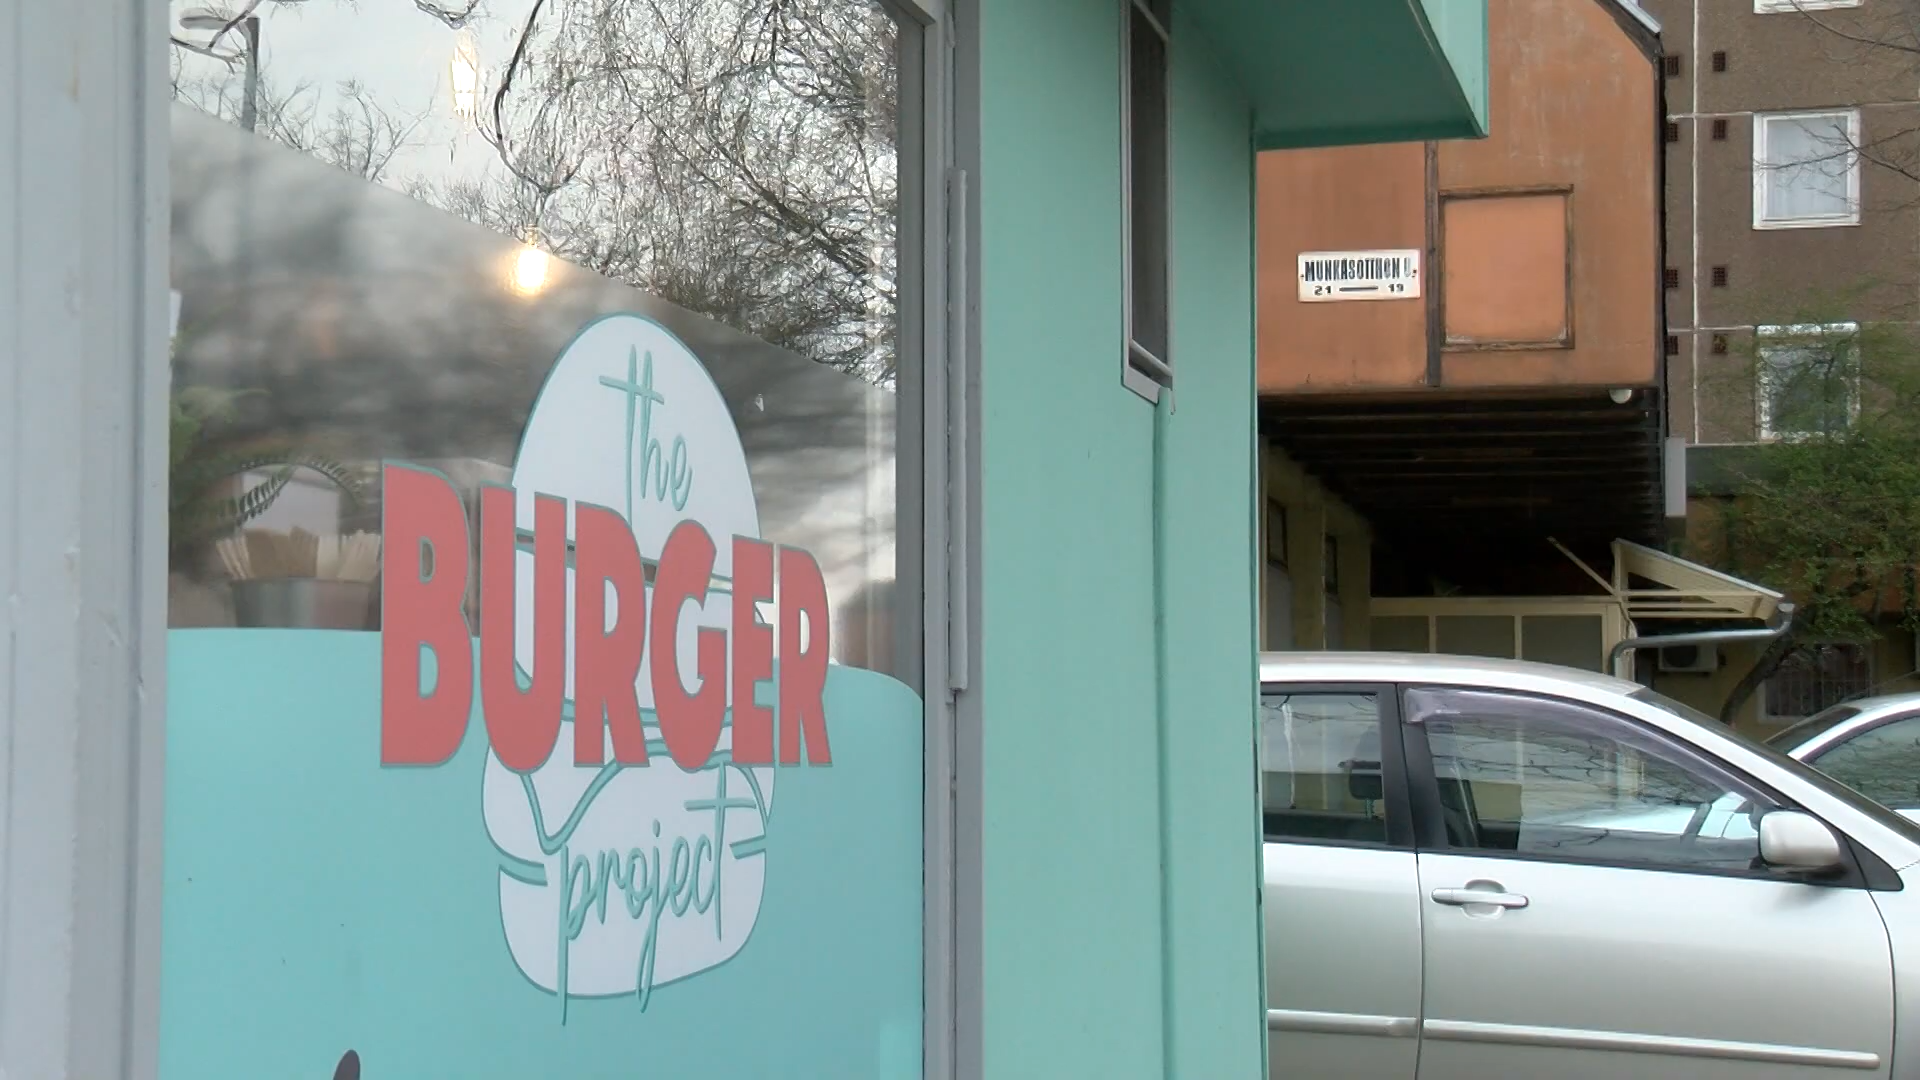 the
BURGER
project
MUNKÁSOTTHON U.
21 — 19